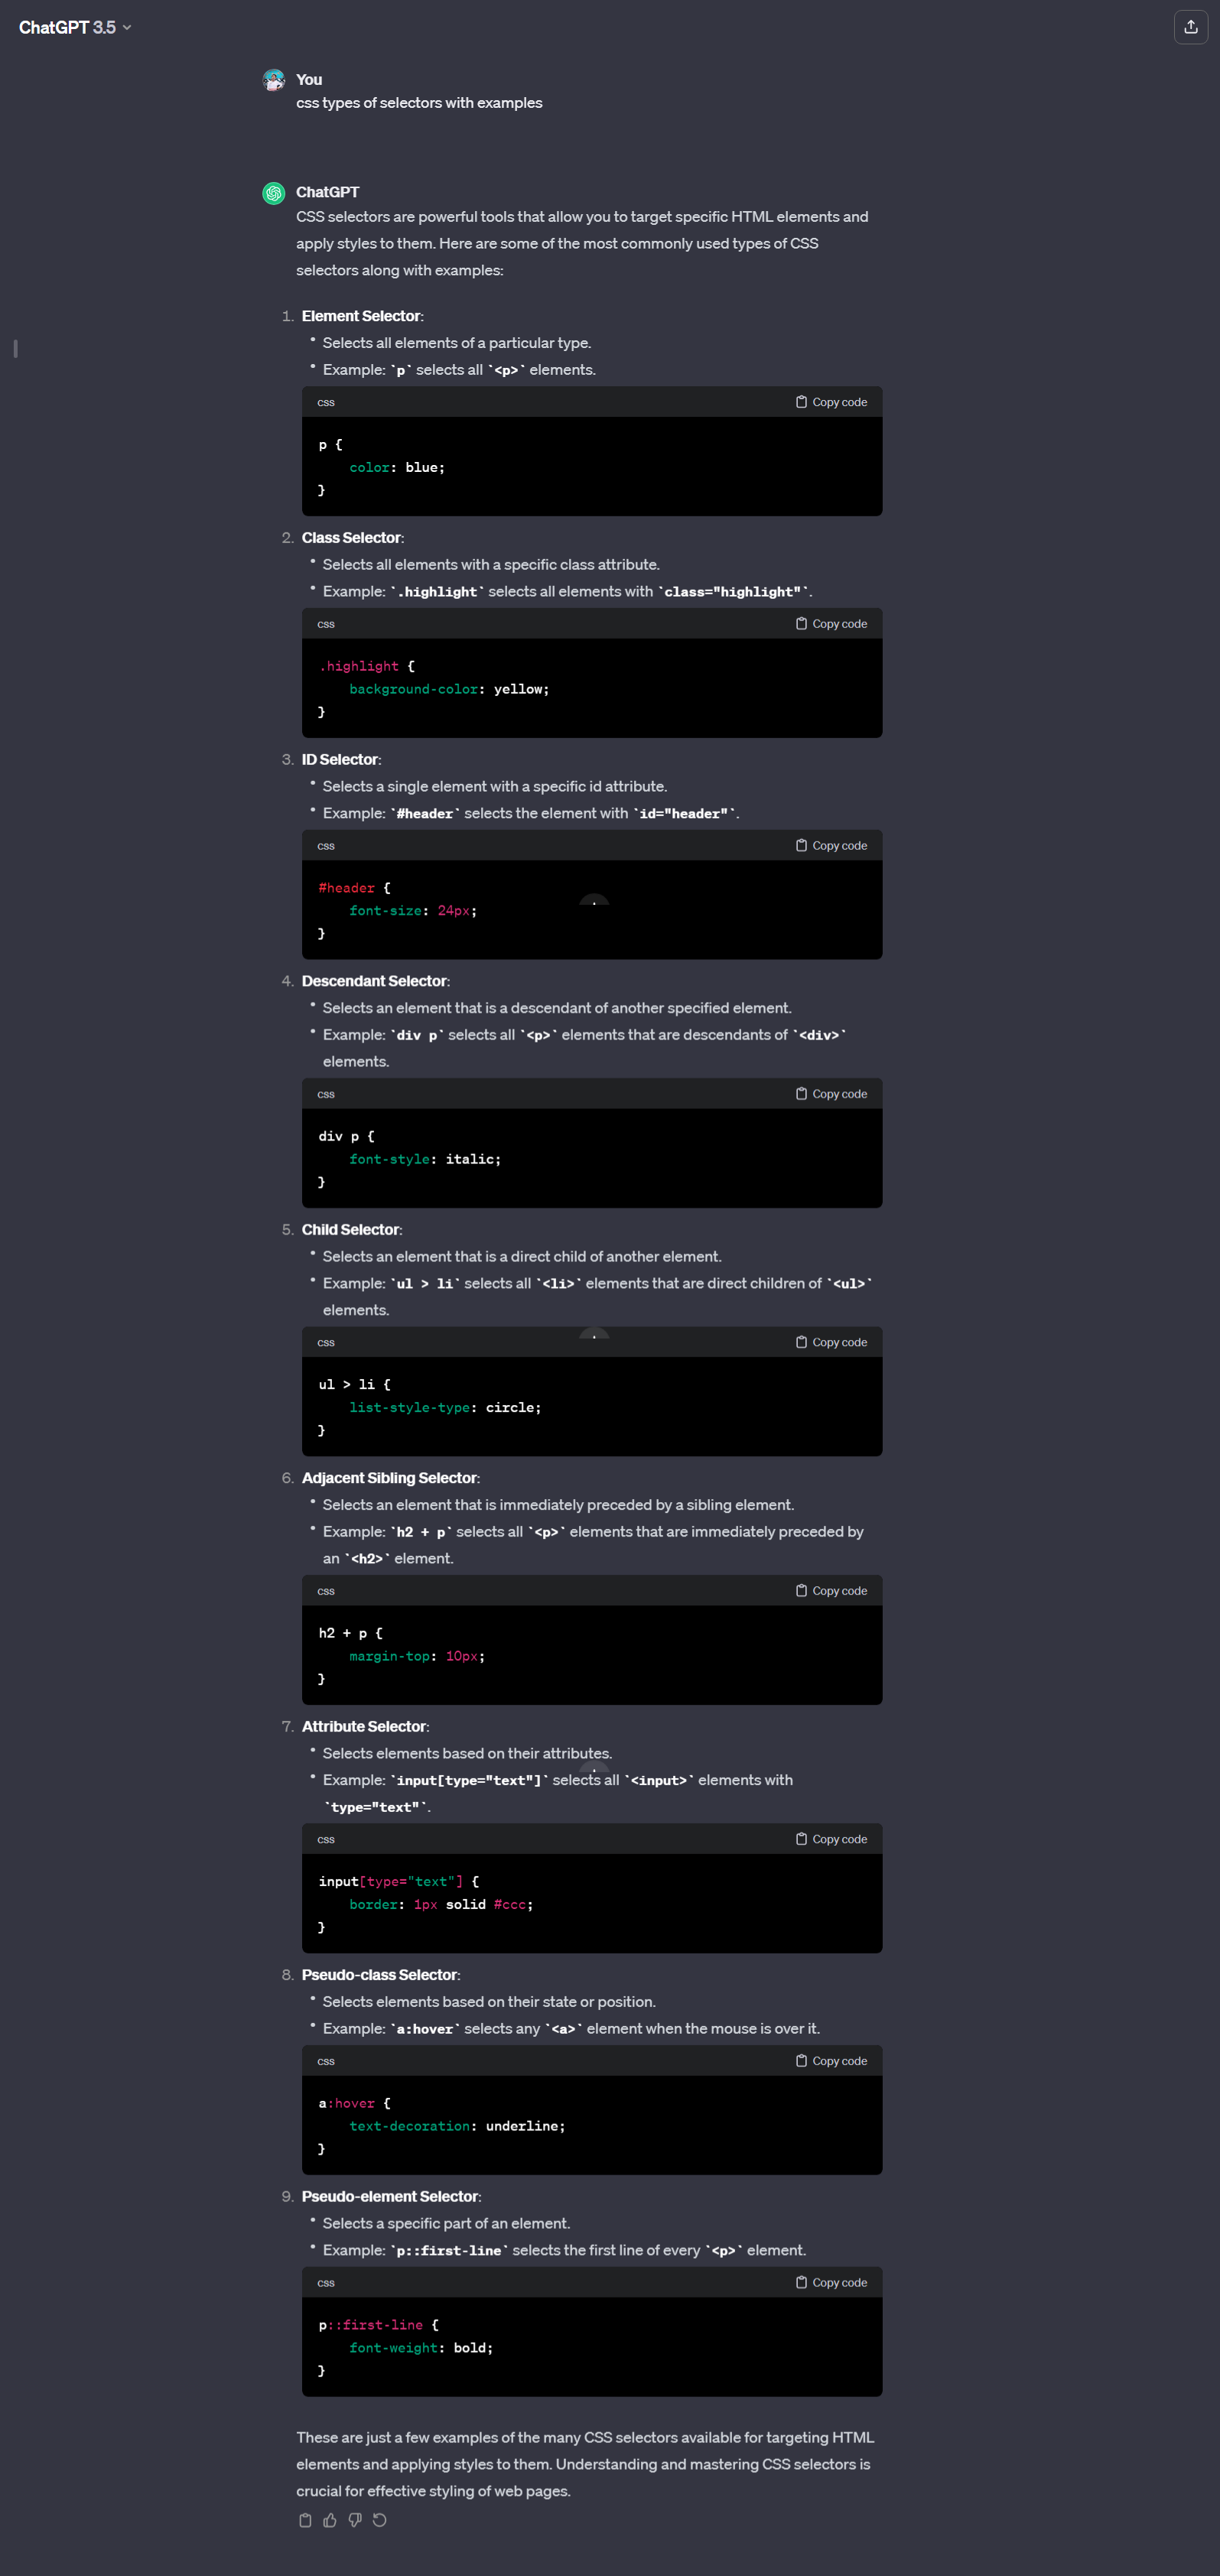 ChatGPT 3.5
You
css types of selectors with examples
ChatGPT
CSS selectors are powerful tools that allow you to target specific HTML elements and
apply styles to them. Here are some of the most commonly used types of CSS
selectors along with examples:
1. Element Selector:
• Selects all elements of a particular type.
• Example: `p` selects all `<p>` elements.
css Copy code
p {
    color: blue;
}
2. Class Selector:
• Selects all elements with a specific class attribute.
• Example: `.highlight` selects all elements with `class="highlight"`.
css Copy code
.highlight {
    background-color: yellow;
}
3. ID Selector:
• Selects a single element with a specific id attribute.
• Example: `#header` selects the element with `id="header"`.
css Copy code
#header {
    font-size: 24px;
}
4. Descendant Selector:
• Selects an element that is a descendant of another specified element.
• Example: `div p` selects all `<p>` elements that are descendants of `<div>`
elements.
css Copy code
div p {
    font-style: italic;
}
5. Child Selector:
• Selects an element that is a direct child of another element.
• Example: `ul > li` selects all `<li>` elements that are direct children of `<ul>`
elements.
css Copy code
ul > li {
    list-style-type: circle;
}
6. Adjacent Sibling Selector:
• Selects an element that is immediately preceded by a sibling element.
• Example: `h2 + p` selects all `<p>` elements that are immediately preceded by
an `<h2>` element.
css Copy code
h2 + p {
    margin-top: 10px;
}
7. Attribute Selector:
• Selects elements based on their attributes.
• Example: `input[type="text"]` selects all `<input>` elements with
`type="text"`.
css Copy code
input[type="text"] {
    border: 1px solid #ccc;
}
8. Pseudo-class Selector:
• Selects elements based on their state or position.
• Example: `a:hover` selects any `<a>` element when the mouse is over it.
css Copy code
a:hover {
    text-decoration: underline;
}
9. Pseudo-element Selector:
• Selects a specific part of an element.
• Example: `p::first-line` selects the first line of every `<p>` element.
css Copy code
p::first-line {
    font-weight: bold;
}
These are just a few examples of the many CSS selectors available for targeting HTML
elements and applying styles to them. Understanding and mastering CSS selectors is
crucial for effective styling of web pages.